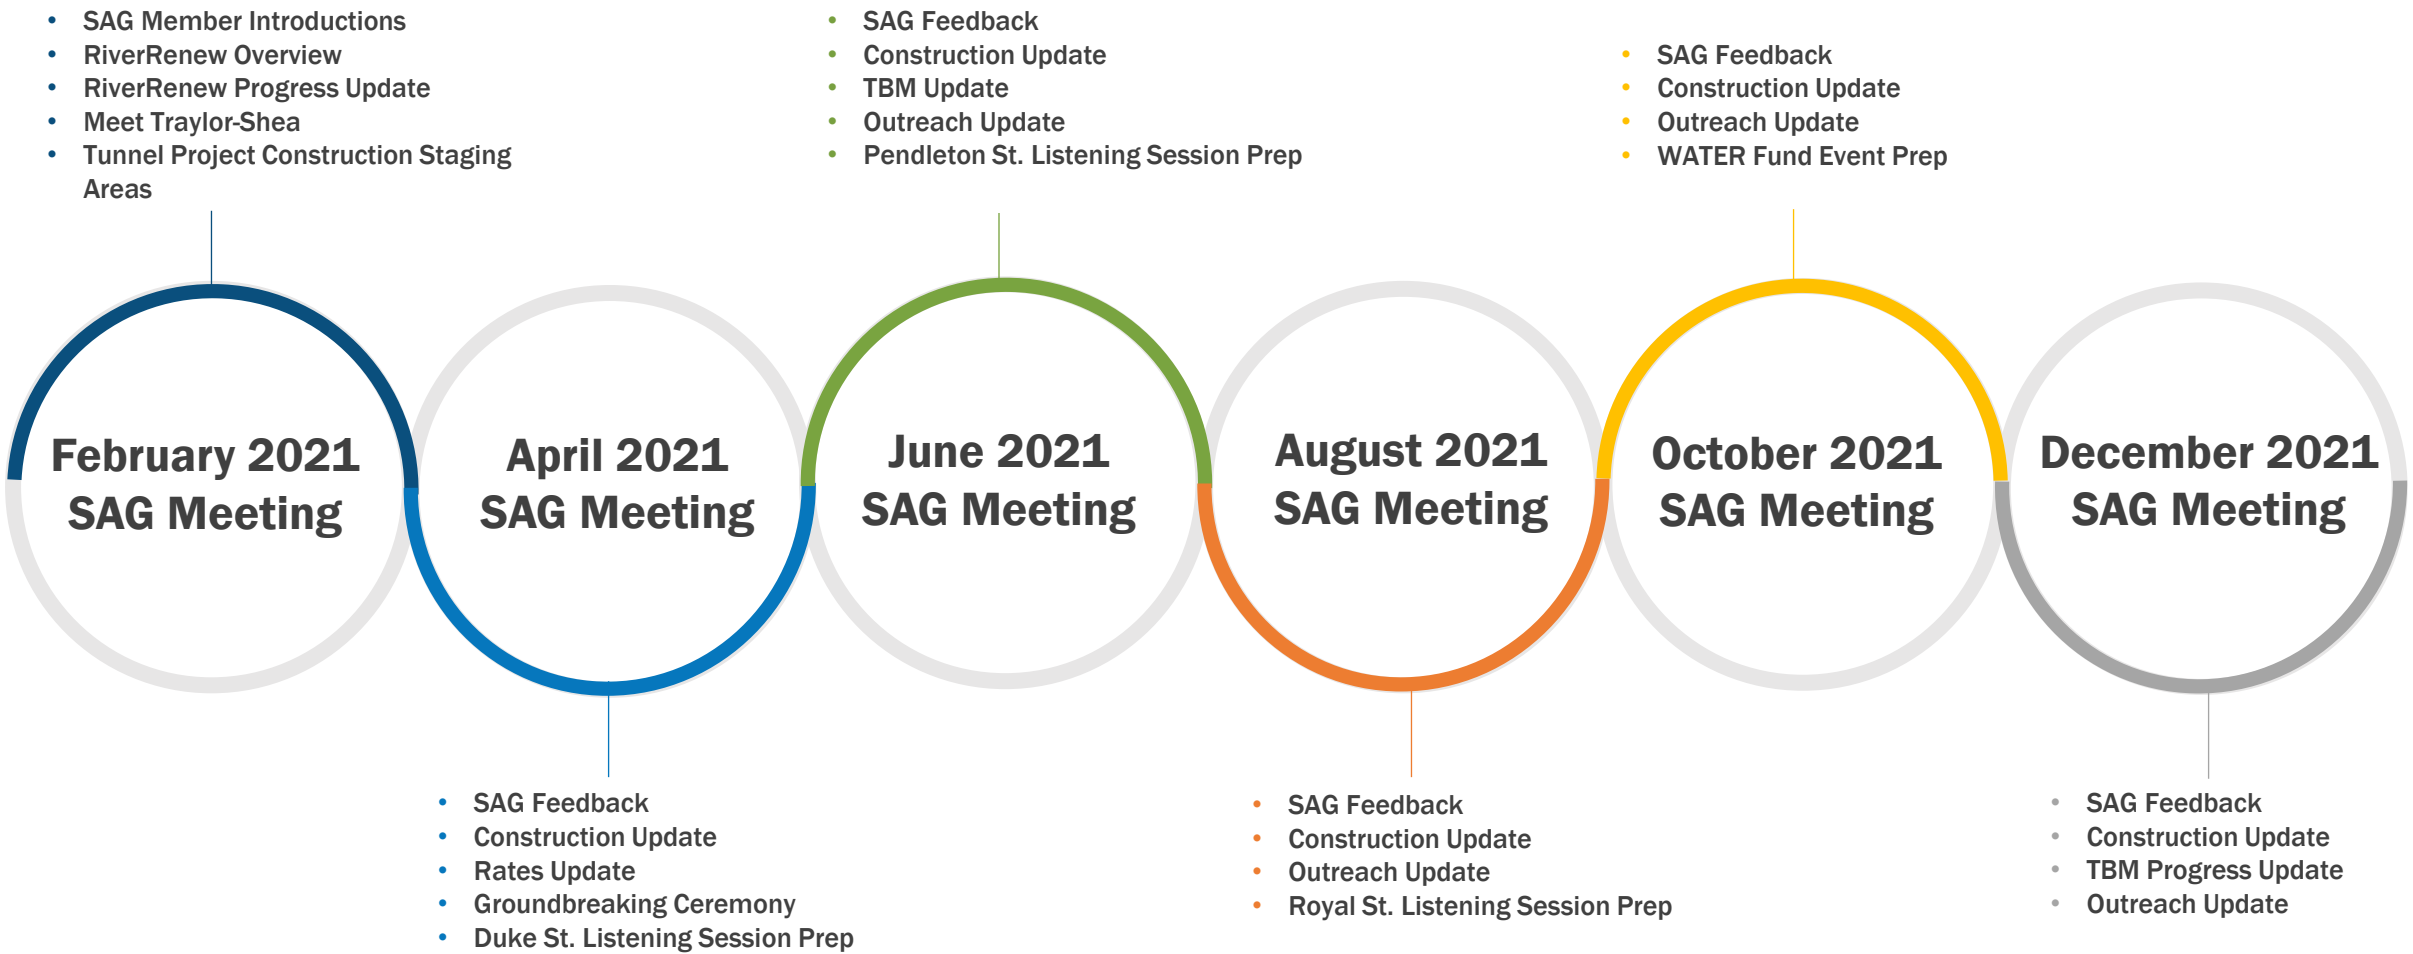 • SAG Member Introductions
• RiverRenew Overview
• RiverRenew Progress Update
• Meet Traylor-Shea
• Tunnel Project Construction Staging
Areas
• SAG Feedback
• Construction Update
• TBM Update
• Outreach Update
• Pendleton St. Listening Session Prep
• SAG Feedback
• Construction Update
• Outreach Update
• WATER Fund Event Prep
February 2021
SAG Meeting
April 2021
SAG Meeting
June 2021
SAG Meeting
August 2021
SAG Meeting
October 2021
SAG Meeting
December 2021
SAG Meeting
• SAG Feedback
• Construction Update
• Rates Update
• Groundbreaking Ceremony
• Duke St. Listening Session Prep
• SAG Feedback
• Construction Update
• Outreach Update
• Royal St. Listening Session Prep
• SAG Feedback
• Construction Update
• TBM Progress Update
• Outreach Update